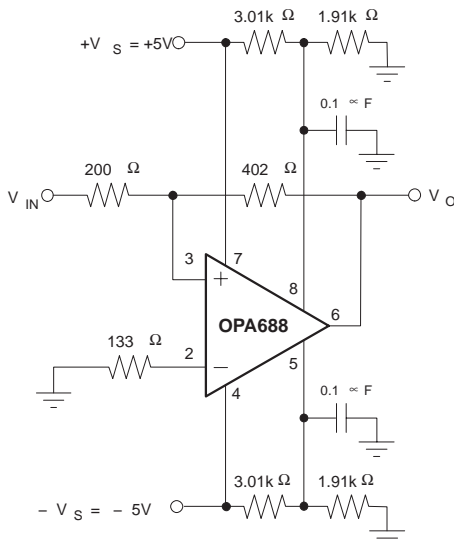 3.01k Ω 1.91k Ω
+V S = +5V
0.1 ∝ F
200 Ω 402 Ω
V IN
V O
3
7
+
8
OPA688
6
133 Ω
2
−
5
4
0.1 ∝ F
3.01k Ω 1.91k Ω
− V S = − 5V